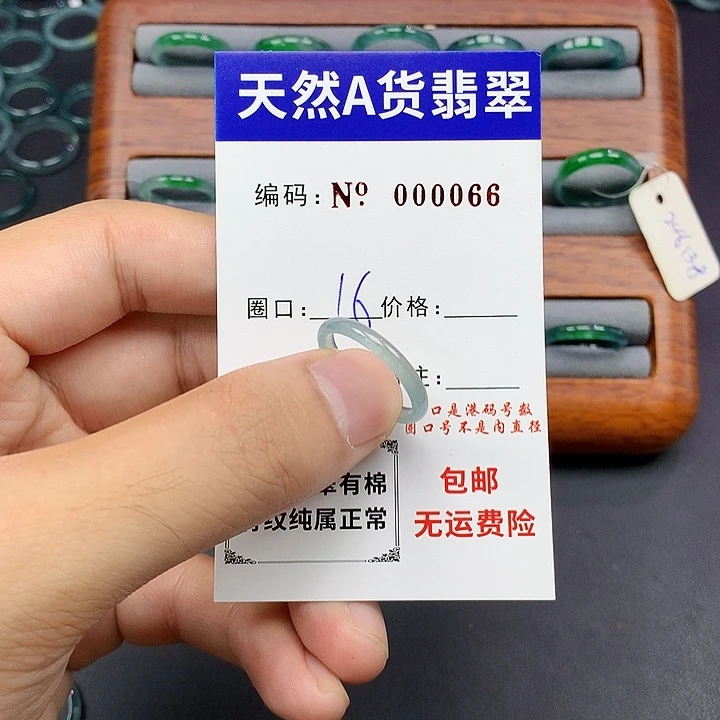 天然A货翡翠
编码:Nº 000066
圈口: 16 价格:
注:
口是港码号数
圈口号不是内直径
有棉
纹纯属正常
包邮
无运费险